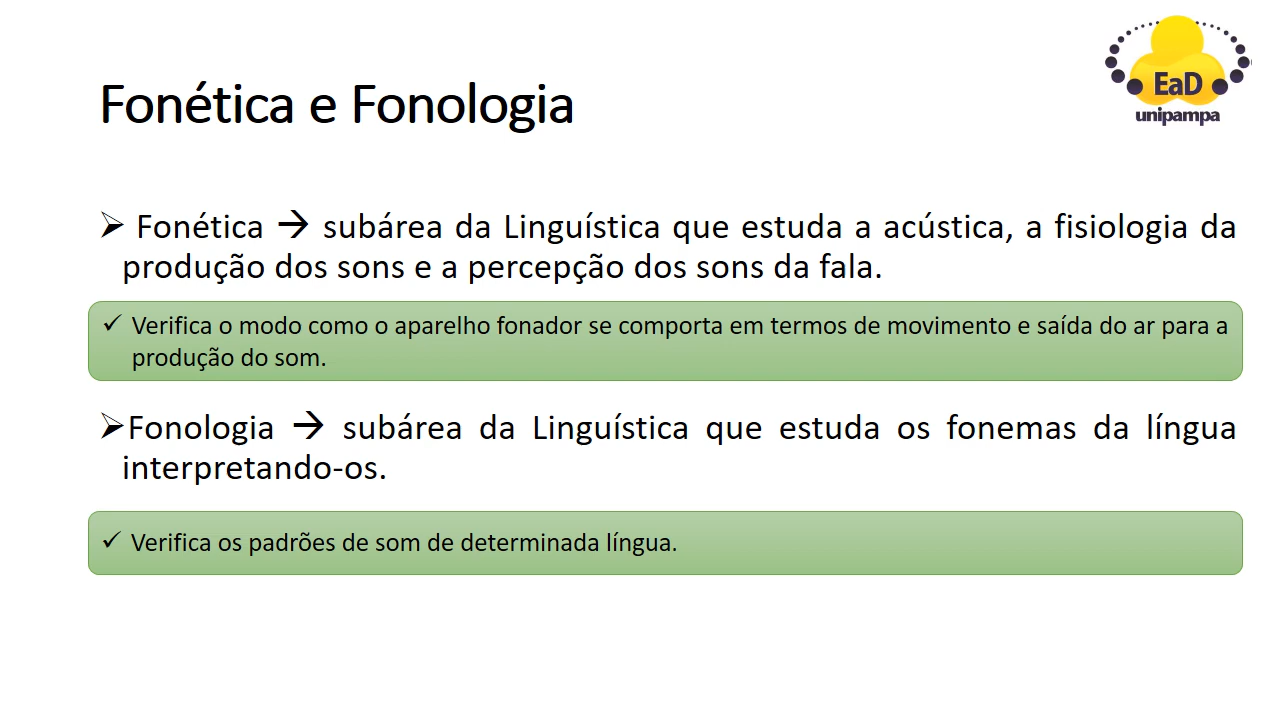 EaD
unipampa
Fonética e Fonologia
➢ Fonética → subárea da Linguística que estuda a acústica, a fisiologia da
produção dos sons e a percepção dos sons da fala.
✓ Verifica o modo como o aparelho fonador se comporta em termos de movimento e saída do ar para a
produção do som.
➢Fonologia → subárea da Linguística que estuda os fonemas da língua
interpretando-os.
✓ Verifica os padrões de som de determinada língua.